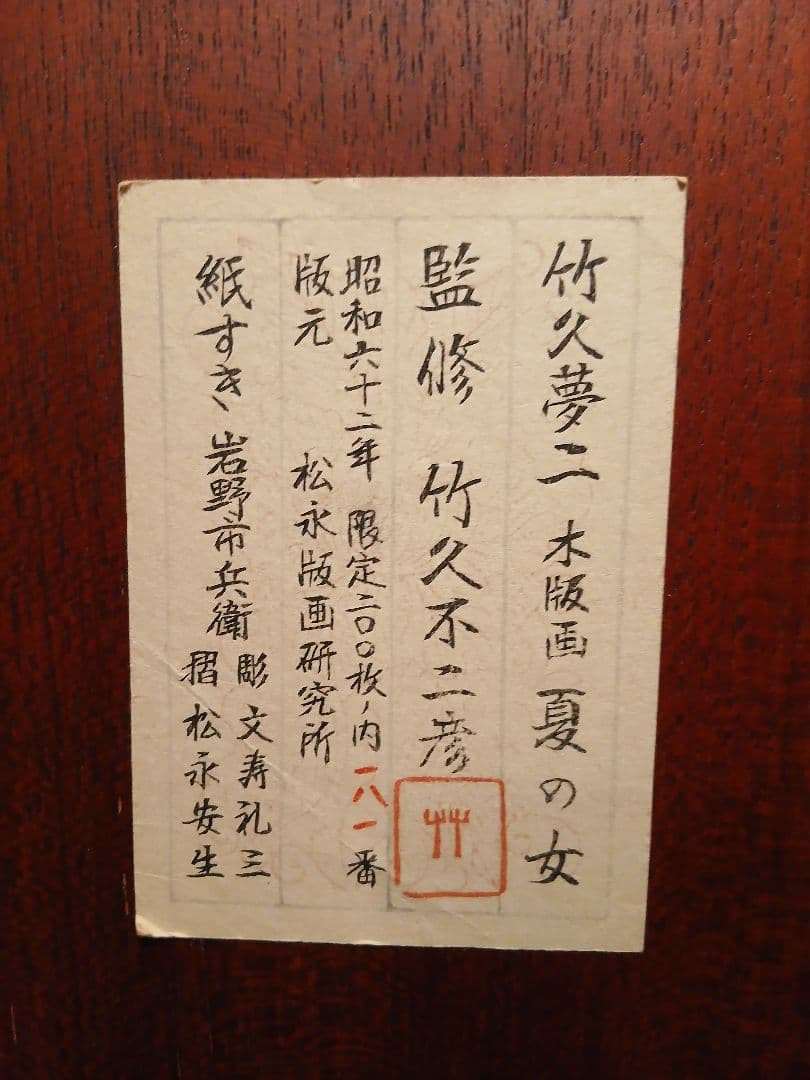 竹久夢二 木版画 夏の女
監修 竹久不二彦
竹
昭和六十二年 限定二〇〇枚ノ内 一八一番
版元 松永版画研究所
紙すき 岩野市兵衛
彫 文寿礼三
摺 松永安生